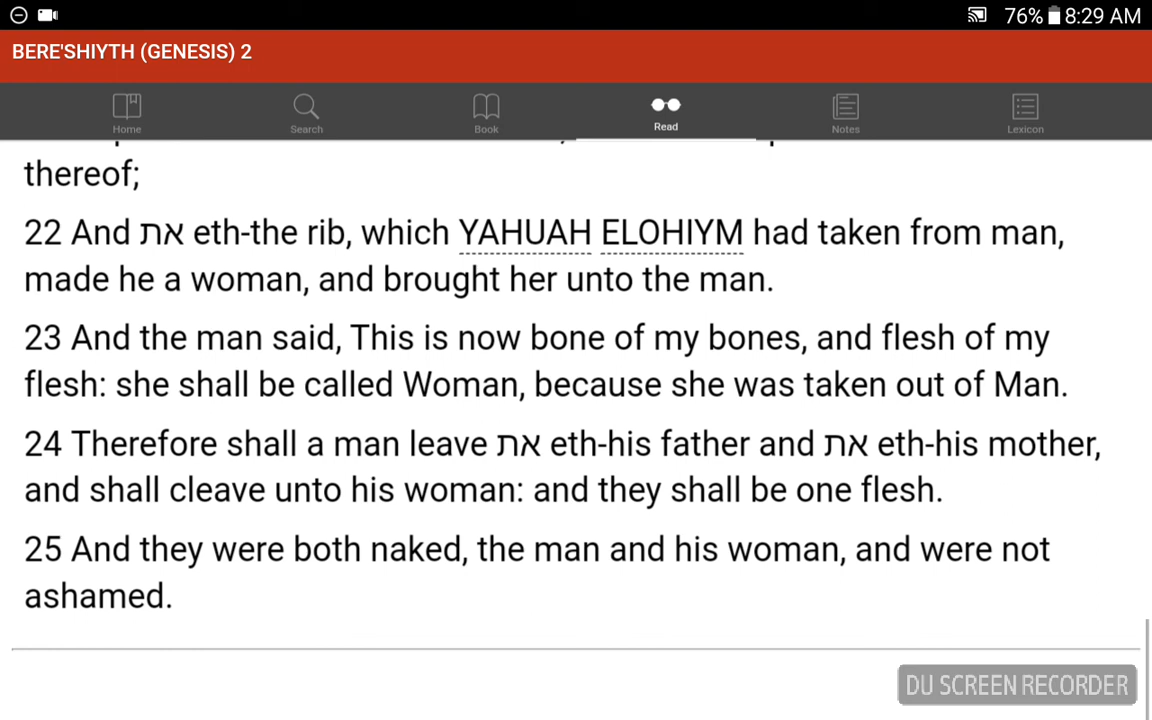 76% 8:29 AM
BERE'SHIYTH (GENESIS) 2
Home Search Book Read Notes Lexicon
thereof;
22 And את eth-the rib, which YAHUAH ELOHIYM had taken from man,
made he a woman, and brought her unto the man.
23 And the man said, This is now bone of my bones, and flesh of my
flesh: she shall be called Woman, because she was taken out of Man.
24 Therefore shall a man leave את eth-his father and את eth-his mother,
and shall cleave unto his woman: and they shall be one flesh.
25 And they were both naked, the man and his woman, and were not
ashamed.
DU SCREEN RECORDER